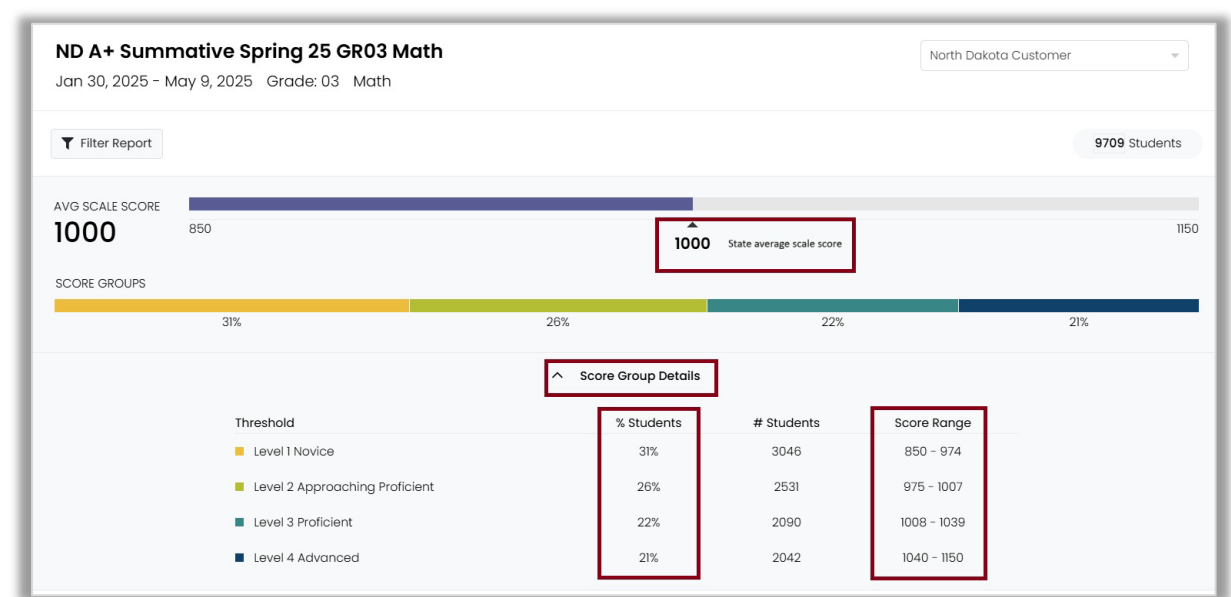 ND A+ Summative Spring 25 GR03 Math
North Dakota Customer
Jan 30, 2025 - May 9, 2025 Grade: 03 Math
Filter Report
9709 Students
AVG SCALE SCORE
1000
850
1150
1000 State average scale score
SCORE GROUPS
31% 26% 22% 21%
Score Group Details
Threshold % Students # Students Score Range
Level 1 Novice 31% 3046 850 - 974
Level 2 Approaching Proficient 26% 2531 975 - 1007
Level 3 Proficient 22% 2090 1008 - 1039
Level 4 Advanced 21% 2042 1040 - 1150